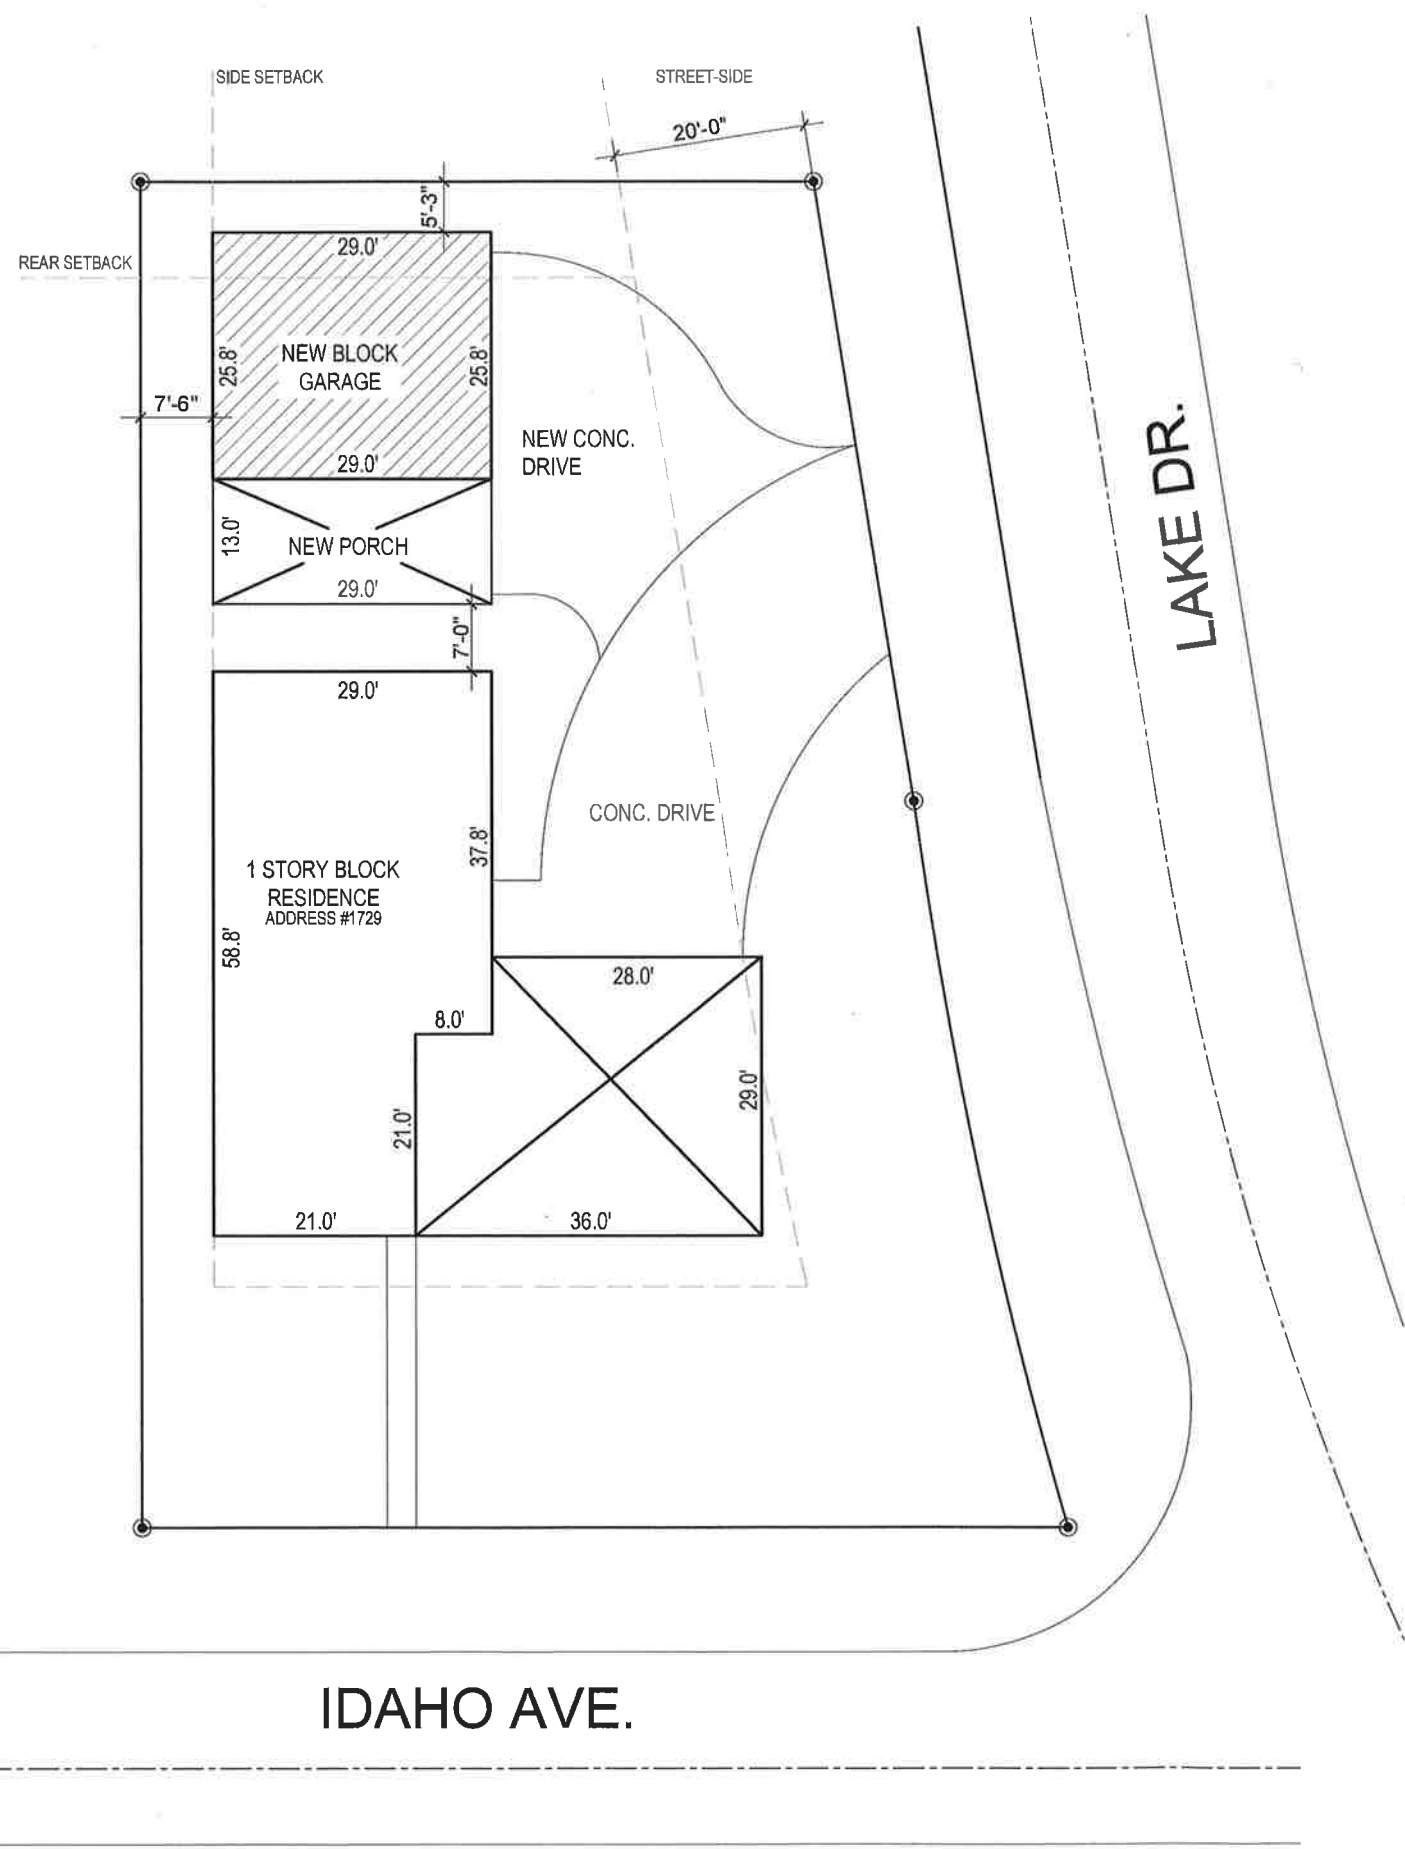 SIDE SETBACK
STREET-SIDE
20'-0"
5'-3"
29.0'
REAR SETBACK
NEW BLOCK
GARAGE
25.8'
25.8'
7'-6"
NEW CONC.
DRIVE
29.0'
LAKE DR.
13.0'
NEW PORCH
29.0'
7'-0"
29.0'
CONC. DRIVE
37.8'
1 STORY BLOCK
RESIDENCE
ADDRESS #1729
58.8'
28.0'
8.0'
29.0'
21.0'
21.0'
36.0'
IDAHO AVE.